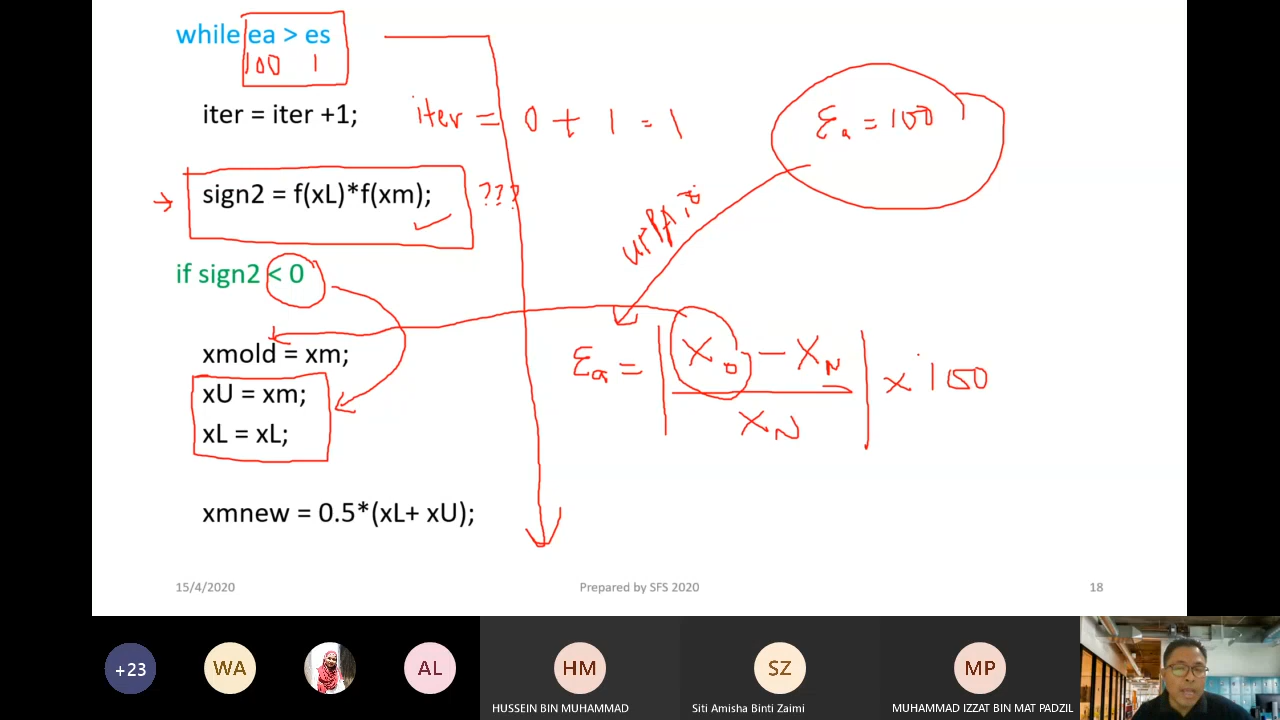 while ea > es
100 1
iter = iter +1;
iter = 0 + 1 = 1
Ɛa = 100
sign2 = f(xL)*f(xm);
???
if sign2 < 0
xmold = xm;
Ɛa = | XO - XN / XN | x 100
xU = xm;
xL = xL;
xmnew = 0.5*(xL+ xU);
15/4/2020
Prepared by SFS 2020
18
+23
WA
AL
HM
SZ
MP
HUSSEIN BIN MUHAMMAD
Siti Amisha Binti Zaimi
MUHAMMAD IZZAT BIN MAT PADZIL